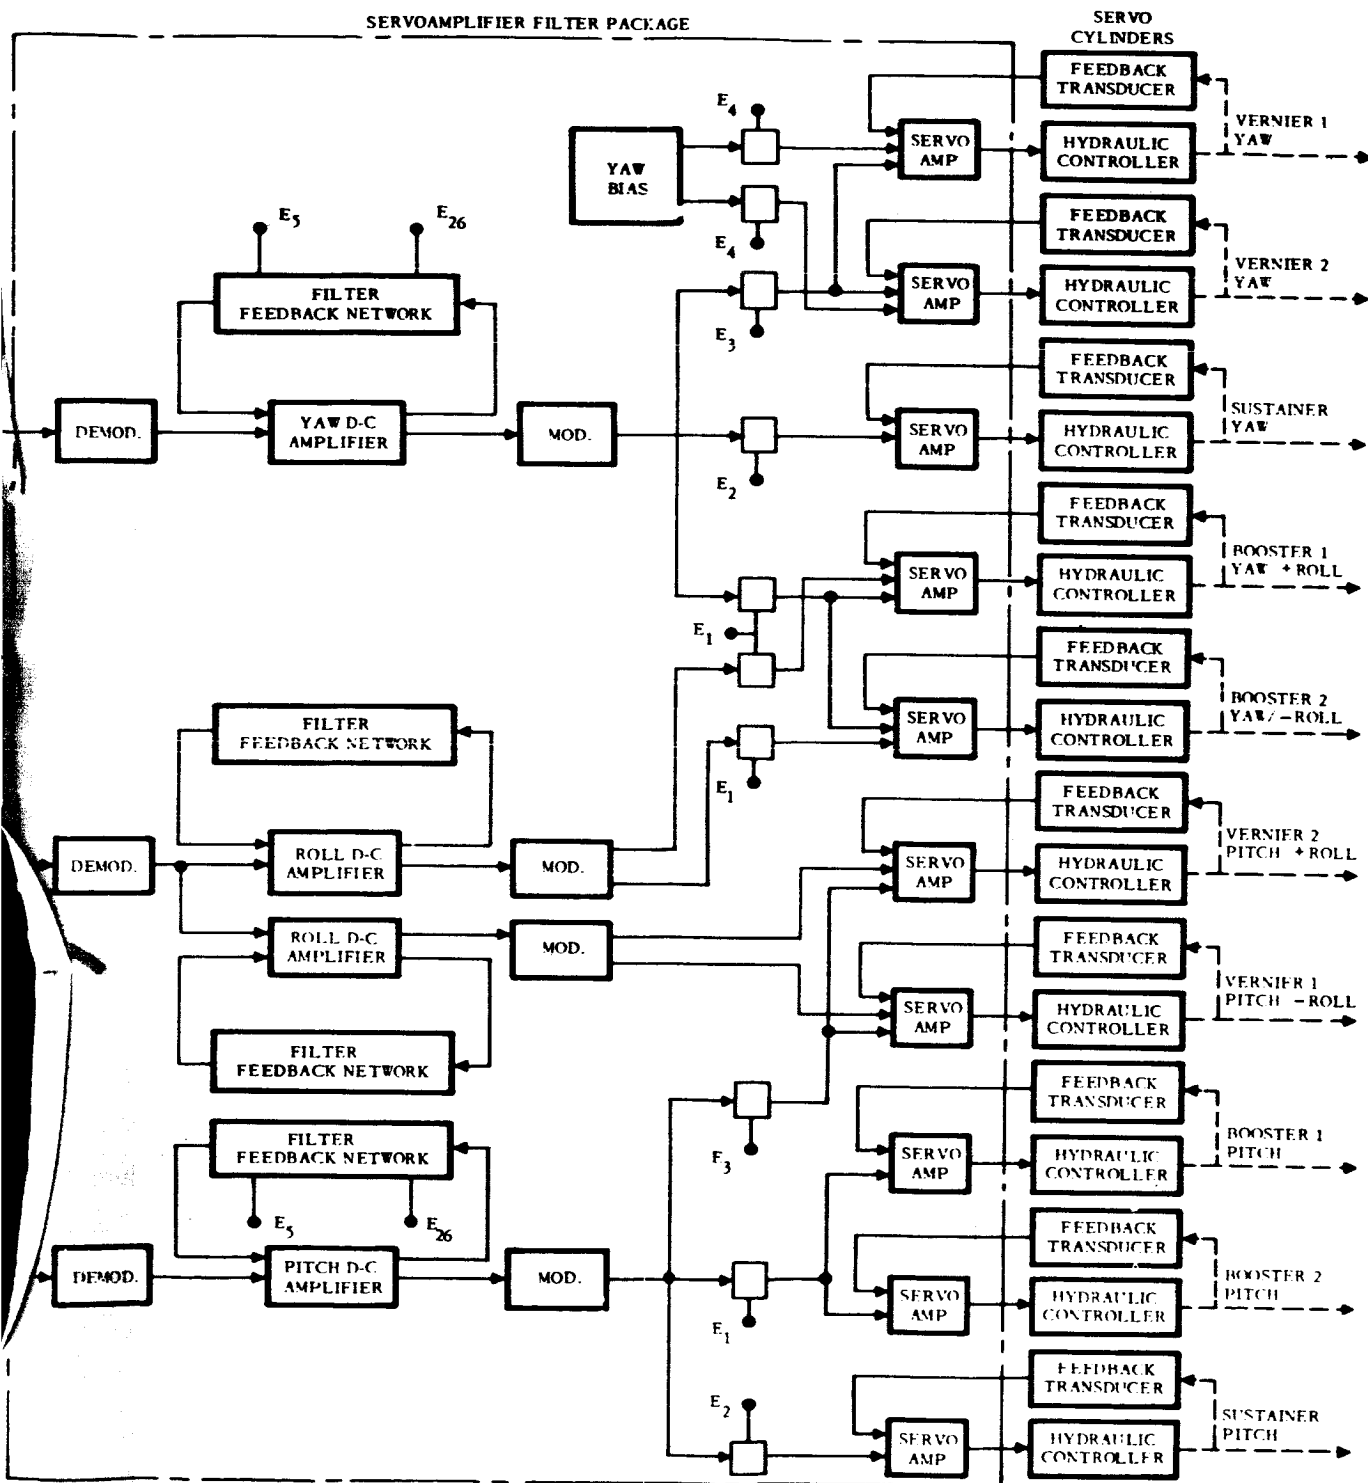 SERVOAMPLIFIER FILTER PACKAGE
SERVO
CYLINDERS
FEEDBACK
TRANSDUCER
E4
VERNIER 1
YAW
YAW
BIAS
SERVO
AMP
HYDRAULIC
CONTROLLER
E4
FEEDBACK
TRANSDUCER
E5
E26
VERNIER 2
YAW
FILTER
FEEDBACK NETWORK
E3
SERVO
AMP
HYDRAULIC
CONTROLLER
FEEDBACK
TRANSDUCER
SUSTAINER
YAW
DEMOD.
YAW D-C
AMPLIFIER
MOD.
E2
SERVO
AMP
HYDRAULIC
CONTROLLER
FEEDBACK
TRANSDUCER
BOOSTER 1
YAW +ROLL
SERVO
AMP
HYDRAULIC
CONTROLLER
E1
FEEDBACK
TRANSDUCER
BOOSTER 2
YAW/-ROLL
FILTER
FEEDBACK NETWORK
E1
SERVO
AMP
HYDRAULIC
CONTROLLER
FEEDBACK
TRANSDUCER
VERNIER 2
PITCH +ROLL
DEMOD.
ROLL D-C
AMPLIFIER
MOD.
SERVO
AMP
HYDRAULIC
CONTROLLER
ROLL D-C
AMPLIFIER
MOD.
FEEDBACK
TRANSDUCER
VERNIER 1
PITCH -ROLL
SERVO
AMP
HYDRAULIC
CONTROLLER
FILTER
FEEDBACK NETWORK
FEEDBACK
TRANSDUCER
BOOSTER 1
PITCH
FILTER
FEEDBACK NETWORK
E3
SERVO
AMP
HYDRAULIC
CONTROLLER
E5
E26
FEEDBACK
TRANSDUCER
BOOSTER 2
PITCH
DEMOD.
PITCH D-C
AMPLIFIER
MOD.
E1
SERVO
AMP
HYDRAULIC
CONTROLLER
FEEDBACK
TRANSDUCER
SUSTAINER
PITCH
E2
SERVO
AMP
HYDRAULIC
CONTROLLER